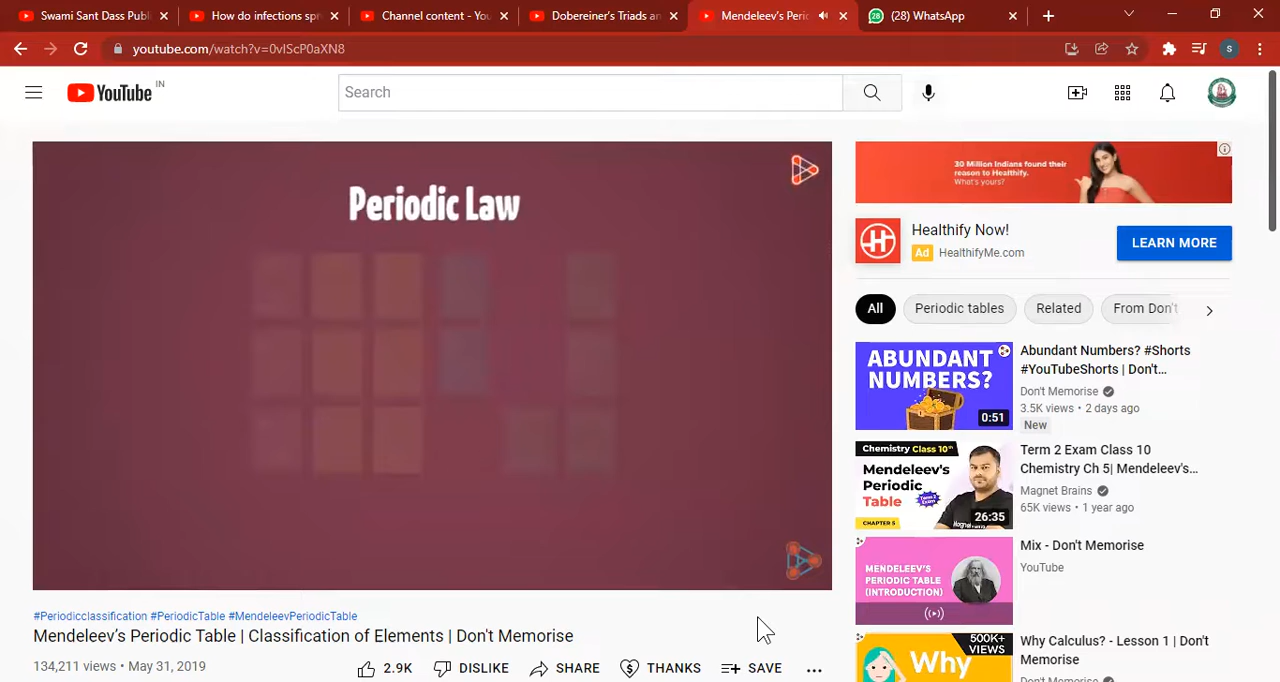 Swami Sant Dass Publ
How do infections spr
Channel content - You
Dobereiner's Triads an
Mendeleev's Peri
(28) WhatsApp
youtube.com/watch?v=0vlScP0aXN8
S
YouTube IN
Search
Periodic Law
30 Million Indians found their
reason to Healthify.
What's yours?
Healthify Now!
Ad HealthifyMe.com
LEARN MORE
All
Periodic tables
Related
From Don't
ABUNDANT
NUMBERS?
0:51
Abundant Numbers? #Shorts
#YouTubeShorts | Don't...
Don't Memorise
3.5K views • 2 days ago
New
Chemistry Class 10th
Mendeleev's
Periodic
Table
CHAPTER 5
26:35
Term 2 Exam Class 10
Chemistry Ch 5| Mendeleev's...
Magnet Brains
65K views • 1 year ago
MENDELEEV'S
PERIODIC TABLE
(INTRODUCTION)
Mix - Don't Memorise
YouTube
500K+
VIEWS
Why
Why Calculus? - Lesson 1 | Don't
Memorise
#Periodicclassification #PeriodicTable #MendeleevPeriodicTable
Mendeleev's Periodic Table | Classification of Elements | Don't Memorise
134,211 views • May 31, 2019
2.9K
DISLIKE
SHARE
THANKS
SAVE